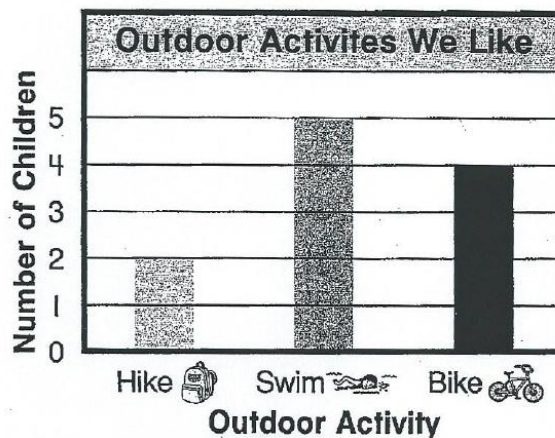 Outdoor Activites We Like
Number of Children
5
4
3
2
1
0
Hike Swim Bike
Outdoor Activity